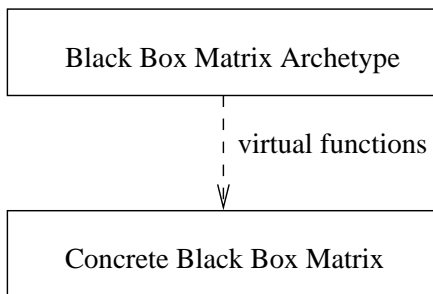 Black Box Matrix Archetype
virtual functions
Concrete Black Box Matrix